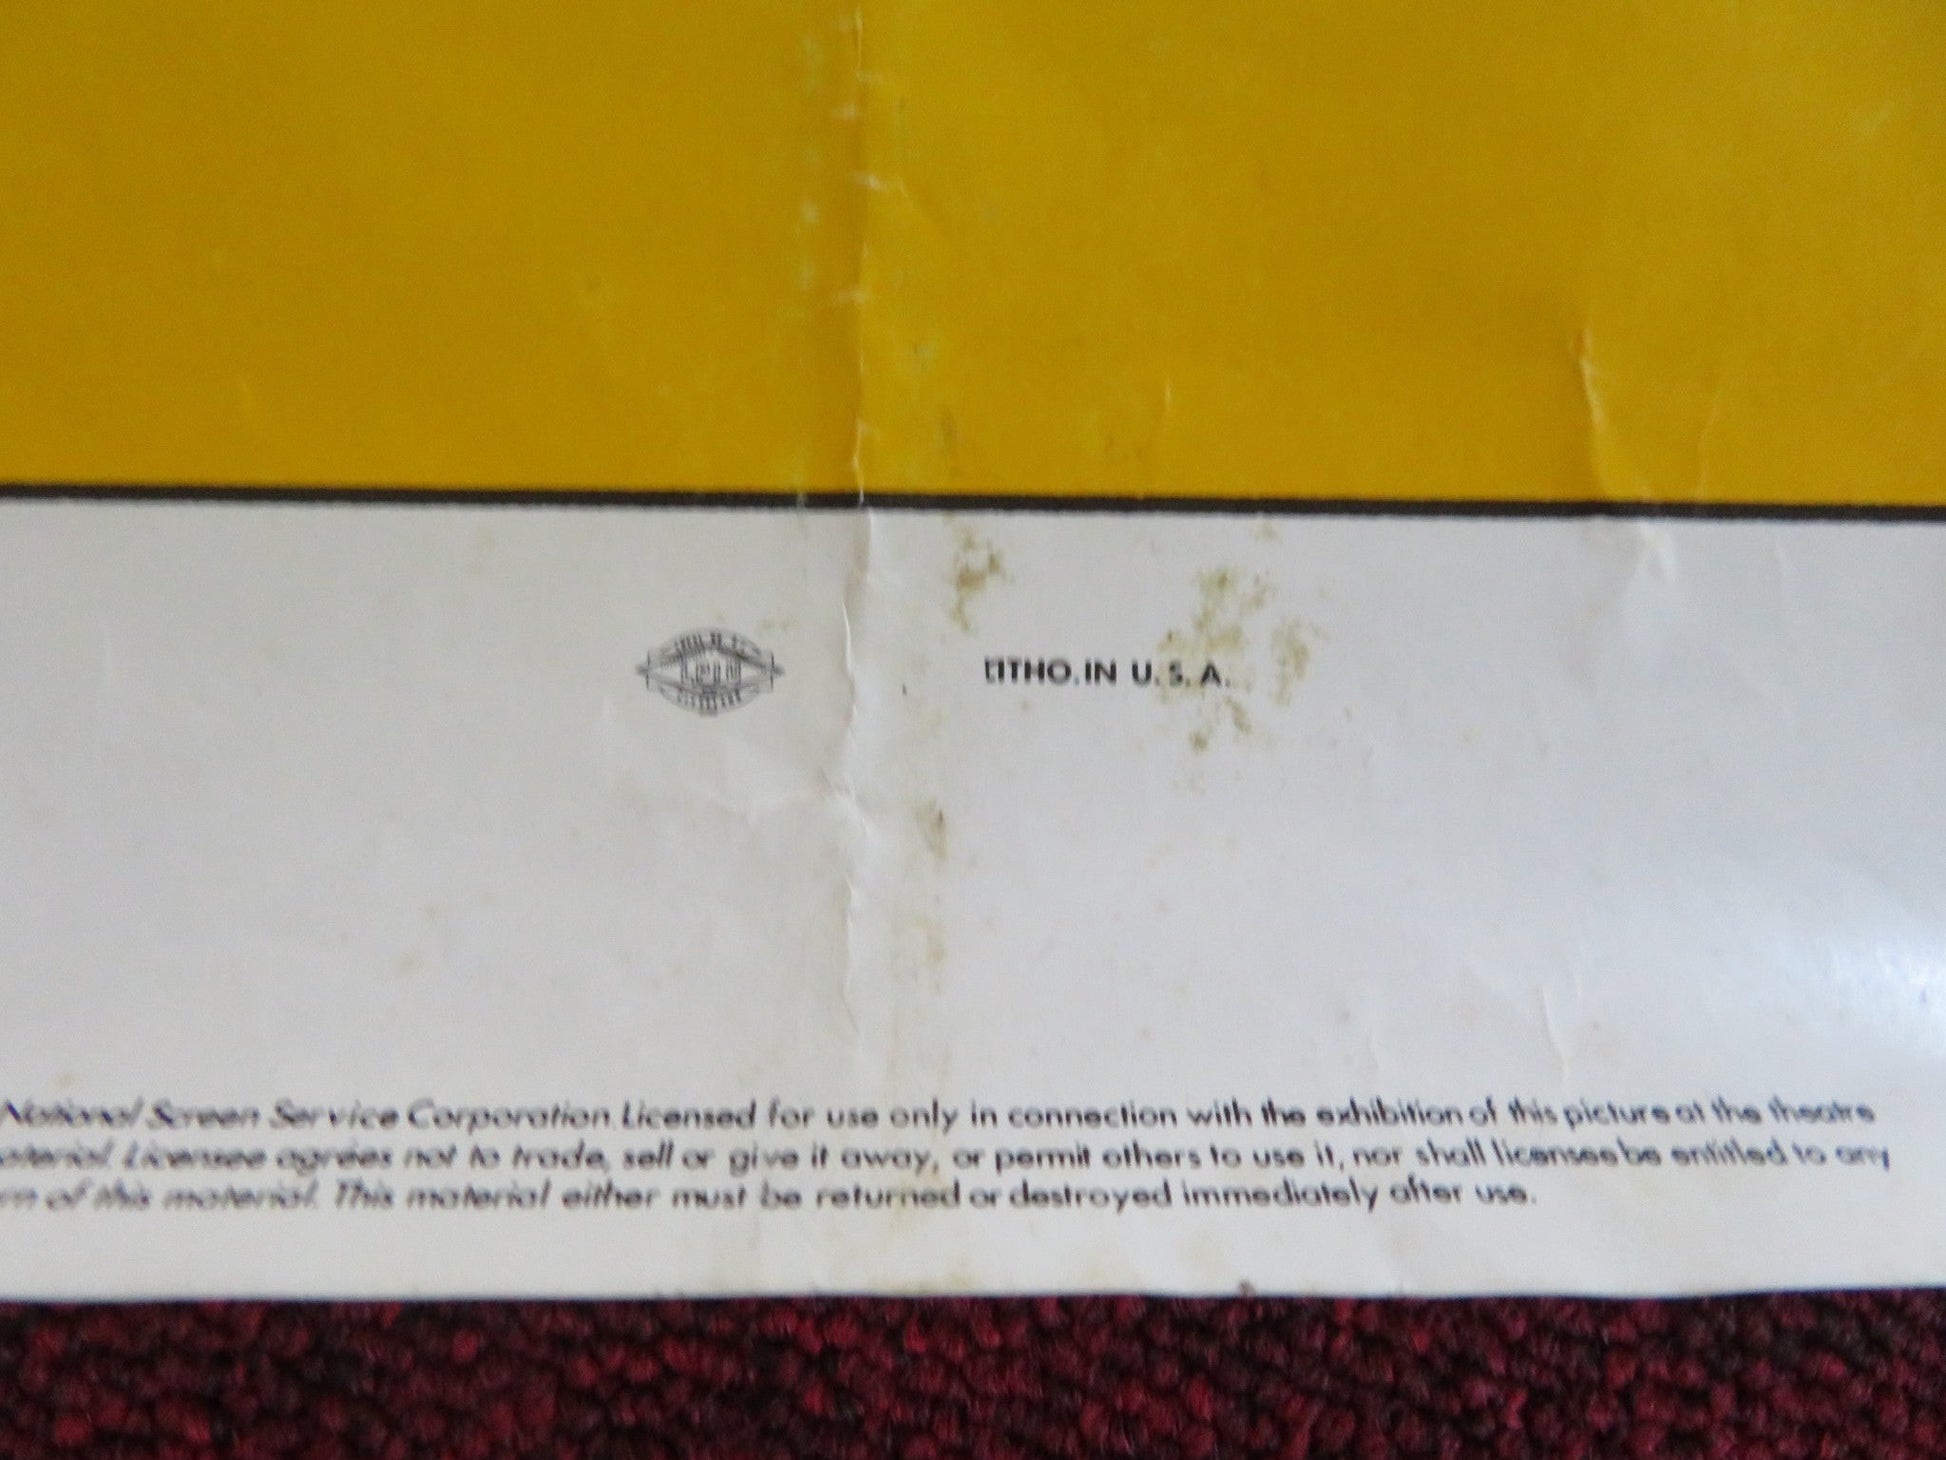 LITHO. IN U. S. A.
National Screen Service Corporation. Licensed for use only in connection with the exhibition of this picture at the theatre
aterial. Licensee agrees not to trade, sell or give it away, or permit others to use it, nor shall licensee be entitled to any
rn of this material. This material either must be returned or destroyed immediately after use.